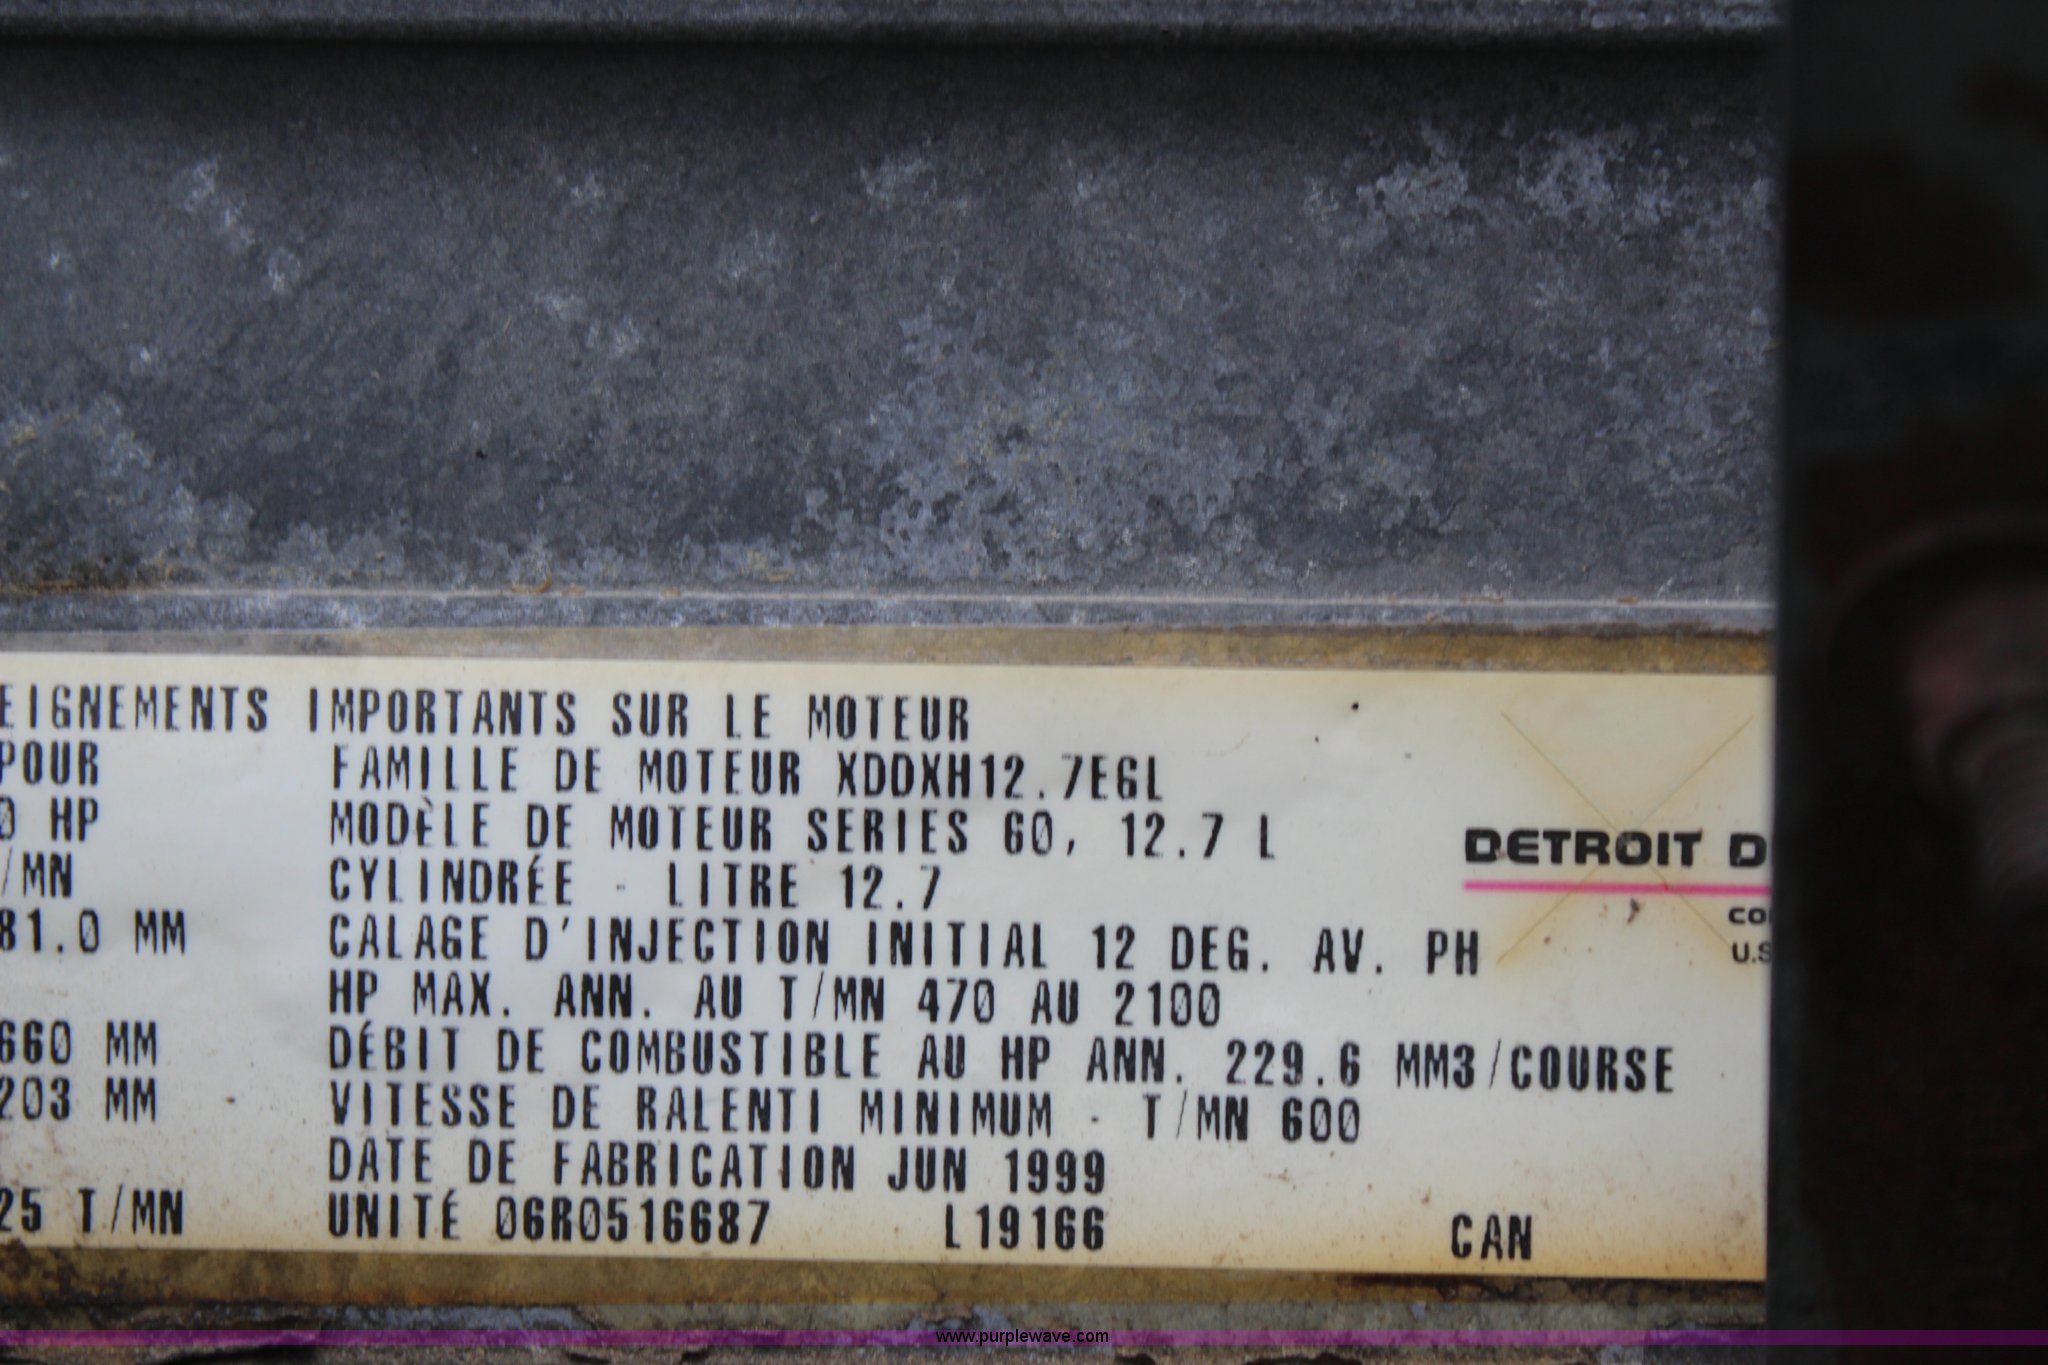 EIGNEMENTS IMPORTANTS SUR LE MOTEUR
POUR FAMILLE DE MOTEUR XDDXH12.7EGL
0 HP MODÈLE DE MOTEUR SERIES 60, 12.7 L
/MN CYLINDRÉE - LITRE 12.7
81.0 MM CALAGE D'INJECTION INITIAL 12 DEG. AV. PH
HP MAX. ANN. AU T/MN 470 AU 2100
660 MM DÉBIT DE COMBUSTIBLE AU HP ANN. 229.6 MM3/COURSE
203 MM VITESSE DE RALENTI MINIMUM - T/MN 600
DATE DE FABRICATION JUN 1999
25 T/MN UNITÉ 06R0516687 L19166 CAN
DETROIT D
CO
U.S
www.purplewave.com